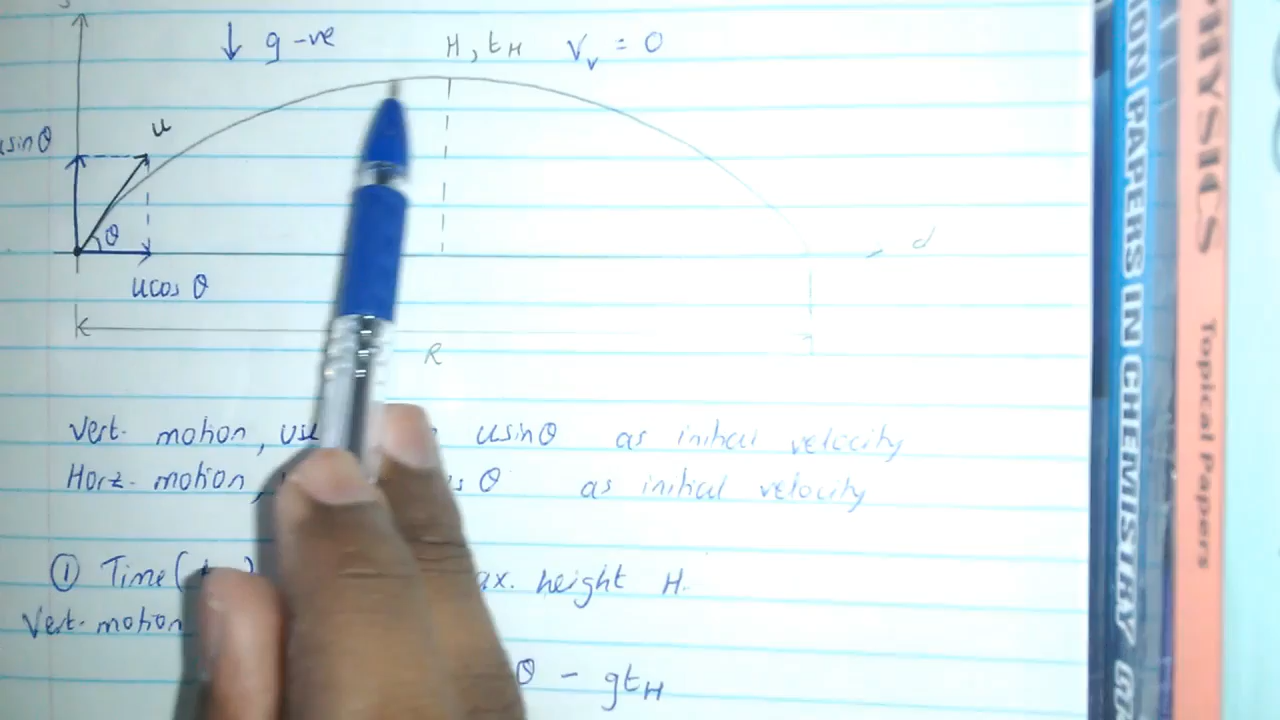 ↓ g -ve
H, tH Vv = 0
usinθ
u
θ
d
ucos θ
R
Vert. motion, use usinθ as initial velocity
Horz. motion, θ as initial velocity
① Time ( height H.
Vert. motion
θ - gtH
PAPERS IN CHEMISTRY
PHYSICS
Topical Papers